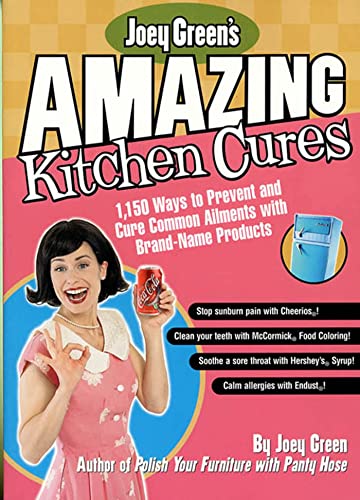 Joey Green's
AMAZING
Kitchen Cures
1,150 Ways to Prevent and
Cure Common Ailments with
Brand-Name Products
Coca-Cola
Stop sunburn pain with Cheerios®!
Clean your teeth with McCormick® Food Coloring!
Soothe a sore throat with Hershey's® Syrup!
Calm allergies with Endust®!
By Joey Green
Author of Polish Your Furniture with Panty Hose